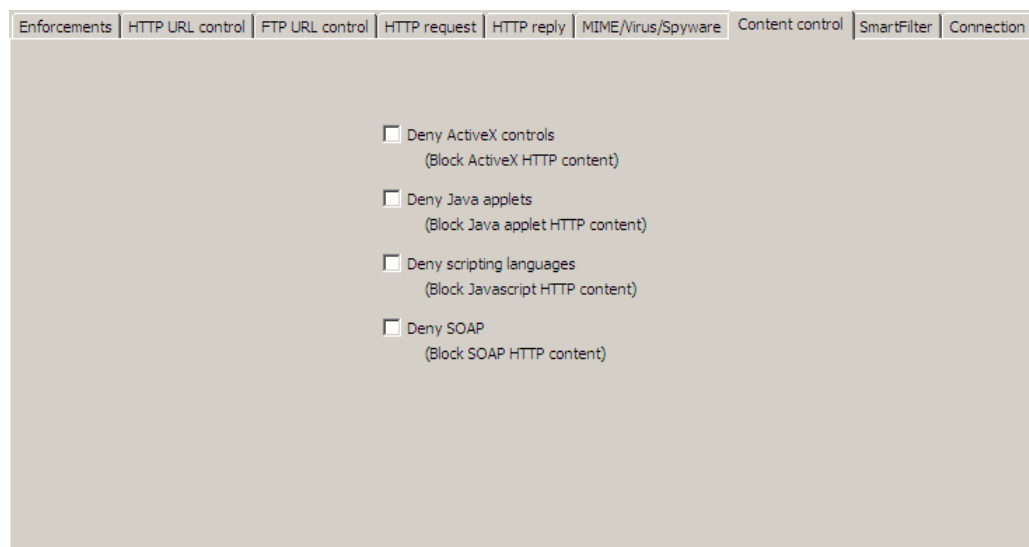 Enforcements HTTP URL control FTP URL control HTTP request HTTP reply MIME/Virus/Spyware Content control SmartFilter Connection
Deny ActiveX controls
(Block ActiveX HTTP content)
Deny Java applets
(Block Java applet HTTP content)
Deny scripting languages
(Block Javascript HTTP content)
Deny SOAP
(Block SOAP HTTP content)